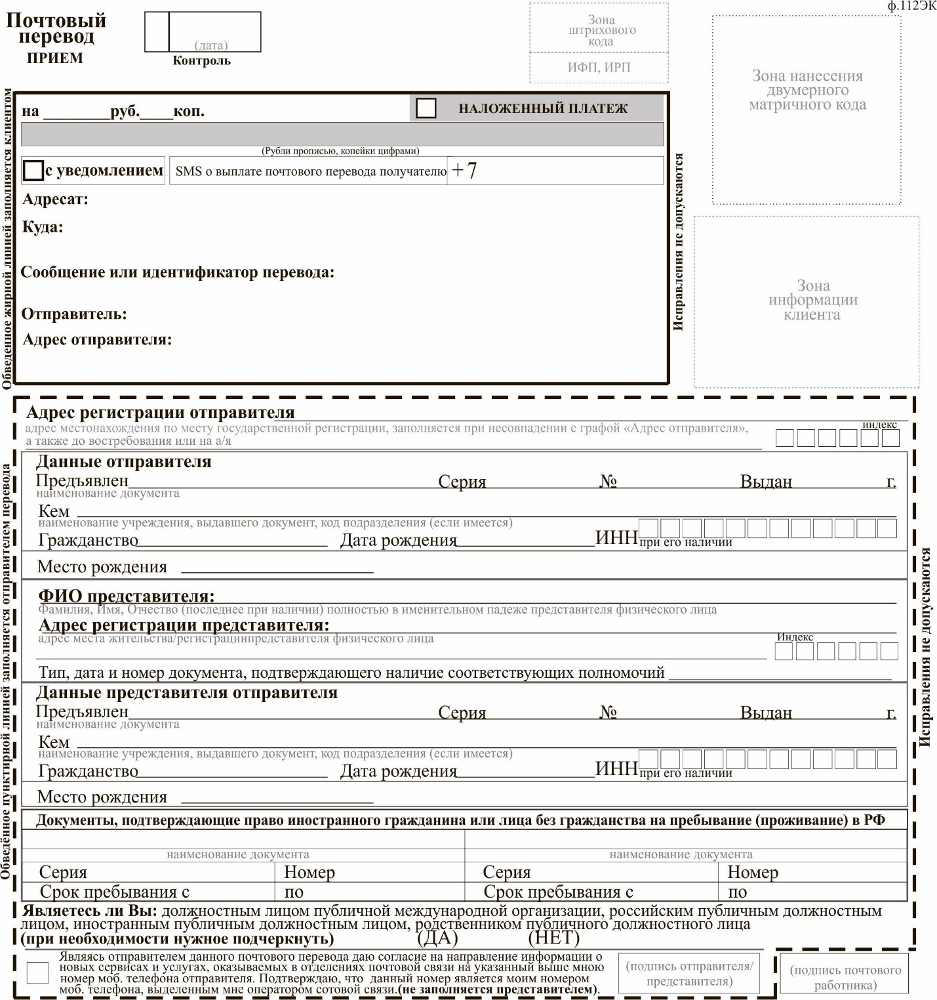 ф.112ЭК
Почтовый
перевод
ПРИЕМ
(дата)
Контроль
Зона
штрихового
кода
ИФП, ИРП
Зона нанесения
двумерного
матричного кода
Обведенное жирной линией заполняется клиентом
на ________руб.____коп.
НАЛОЖЕННЫЙ ПЛАТЕЖ
(Рубли прописью, копейки цифрами)
с уведомлением
SMS о выплате почтового перевода получателю
+7
Адресат:
Куда:
Сообщение или идентификатор перевода:
Отправитель:
Адрес отправителя:
Исправления не допускаются
Зона
информации
клиента
Обведённое пунктирной линией заполняется отправителем перевода
Адрес регистрации отправителя
адрес местонахождения по месту государственной регистрации, заполняется при несовпадении с графой «Адрес отправителя»,
а также до востребования или на а/я
индекс
Данные отправителя
Предъявлен Серия № Выдан г.
наименование документа
Кем
наименование учреждения, выдавшего документ, код подразделения (если имеется)
Гражданство Дата рождения ИНН
при его наличии
Место рождения
ФИО представителя:
Фамилия, Имя, Отчество (последнее при наличии) полностью в именительном падеже представителя физического лица
Адрес регистрации представителя:
адрес места жительства/регистрациипредставителя физического лица
Индекс
Тип, дата и номер документа, подтверждающего наличие соответствующих полномочий
Данные представителя отправителя
Предъявлен Серия № Выдан г.
наименование документа
Кем
наименование учреждения, выдавшего документ, код подразделения (если имеется)
Гражданство Дата рождения ИНН
при его наличии
Место рождения
Исправления не допускаются
Документы, подтверждающие право иностранного гражданина или лица без гражданства на пребывание (проживание) в РФ
наименование документа наименование документа
Серия Номер Серия Номер
Срок пребывания с по Срок пребывания с по
Являетесь ли Вы: должностным лицом публичной международной организации, российским публичным должностным
лицом, иностранным публичным должностным лицом, родственником публичного должностного лица
(при необходимости нужное подчеркнуть) (ДА) (НЕТ)
Являясь отправителем данного почтового перевода даю согласие на направление информации о
новых сервисах и услугах, оказываемых в отделениях почтовой связи на указанный выше мною
номер моб. телефона отправителя. Подтверждаю, что данный номер является моим номером
моб. телефона, выделенным мне оператором сотовой связи.(не заполняется представителем).
(подпись отправителя/
представителя)
(подпись почтового
работника)